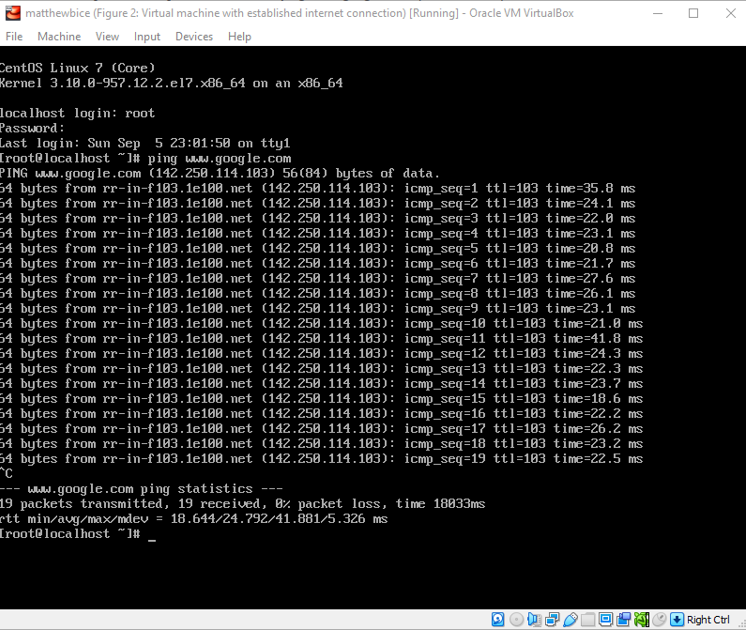 matthewbice (Figure 2: Virtual machine with established internet connection) [Running] - Oracle VM VirtualBox
File Machine View Input Devices Help
CentOS Linux 7 (Core)
Kernel 3.10.0-957.12.2.el7.x86_64 on an x86_64
localhost login: root
Password:
Last login: Sun Sep  5 23:01:50 on tty1
[root@localhost ~]# ping www.google.com
PING www.google.com (142.250.114.103) 56(84) bytes of data.
64 bytes from rr-in-f103.1e100.net (142.250.114.103): icmp_seq=1 ttl=103 time=35.8 ms
64 bytes from rr-in-f103.1e100.net (142.250.114.103): icmp_seq=2 ttl=103 time=24.1 ms
64 bytes from rr-in-f103.1e100.net (142.250.114.103): icmp_seq=3 ttl=103 time=22.0 ms
64 bytes from rr-in-f103.1e100.net (142.250.114.103): icmp_seq=4 ttl=103 time=23.1 ms
64 bytes from rr-in-f103.1e100.net (142.250.114.103): icmp_seq=5 ttl=103 time=20.8 ms
64 bytes from rr-in-f103.1e100.net (142.250.114.103): icmp_seq=6 ttl=103 time=21.7 ms
64 bytes from rr-in-f103.1e100.net (142.250.114.103): icmp_seq=7 ttl=103 time=27.6 ms
64 bytes from rr-in-f103.1e100.net (142.250.114.103): icmp_seq=8 ttl=103 time=26.1 ms
64 bytes from rr-in-f103.1e100.net (142.250.114.103): icmp_seq=9 ttl=103 time=23.1 ms
64 bytes from rr-in-f103.1e100.net (142.250.114.103): icmp_seq=10 ttl=103 time=21.0 ms
64 bytes from rr-in-f103.1e100.net (142.250.114.103): icmp_seq=11 ttl=103 time=41.8 ms
64 bytes from rr-in-f103.1e100.net (142.250.114.103): icmp_seq=12 ttl=103 time=24.3 ms
64 bytes from rr-in-f103.1e100.net (142.250.114.103): icmp_seq=13 ttl=103 time=22.3 ms
64 bytes from rr-in-f103.1e100.net (142.250.114.103): icmp_seq=14 ttl=103 time=23.7 ms
64 bytes from rr-in-f103.1e100.net (142.250.114.103): icmp_seq=15 ttl=103 time=18.6 ms
64 bytes from rr-in-f103.1e100.net (142.250.114.103): icmp_seq=16 ttl=103 time=22.2 ms
64 bytes from rr-in-f103.1e100.net (142.250.114.103): icmp_seq=17 ttl=103 time=26.2 ms
64 bytes from rr-in-f103.1e100.net (142.250.114.103): icmp_seq=18 ttl=103 time=23.2 ms
64 bytes from rr-in-f103.1e100.net (142.250.114.103): icmp_seq=19 ttl=103 time=22.5 ms
^C
--- www.google.com ping statistics ---
19 packets transmitted, 19 received, 0% packet loss, time 18033ms
rtt min/avg/max/mdev = 18.644/24.792/41.881/5.326 ms
[root@localhost ~]# _
Right Ctrl